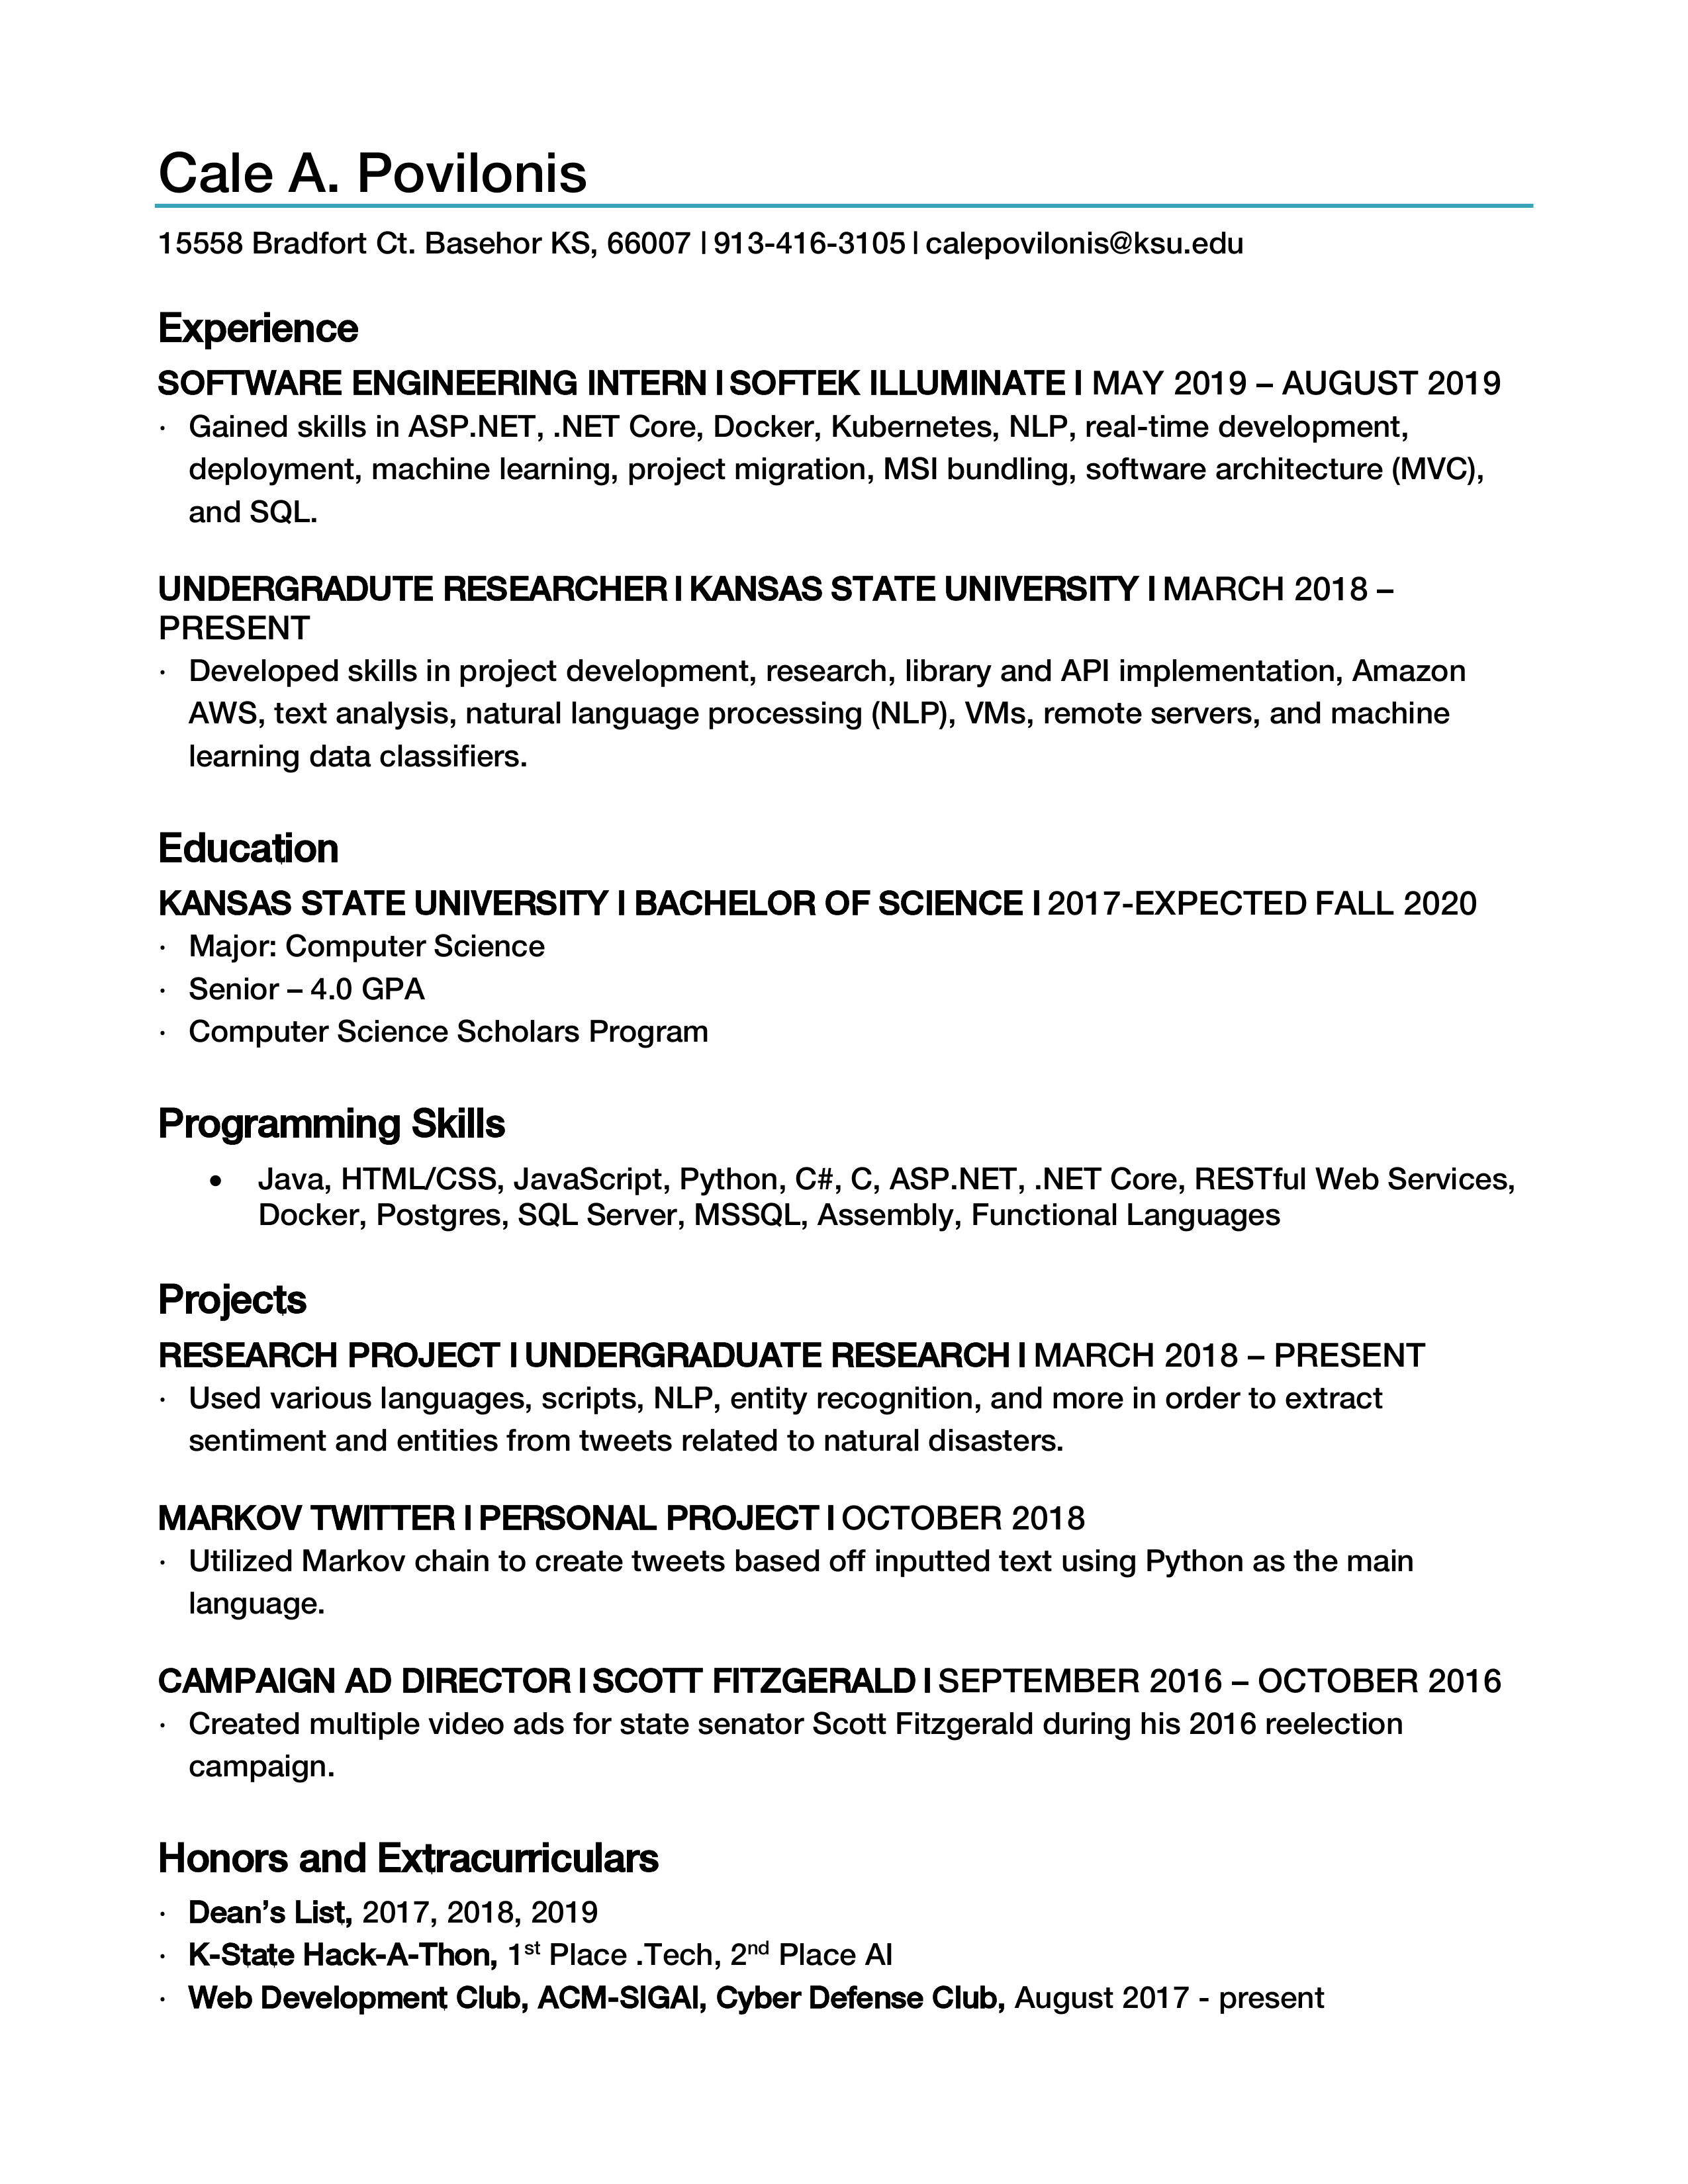 Cale A. Povilonis
15558 Bradfort Ct. Basehor KS, 66007 | 913-416-3105 | calepovilonis@ksu.edu
Experience
SOFTWARE ENGINEERING INTERN | SOFTEK ILLUMINATE | MAY 2019 – AUGUST 2019
· Gained skills in ASP.NET, .NET Core, Docker, Kubernetes, NLP, real-time development,
deployment, machine learning, project migration, MSI bundling, software architecture (MVC),
and SQL.
UNDERGRADUTE RESEARCHER | KANSAS STATE UNIVERSITY | MARCH 2018 –
PRESENT
· Developed skills in project development, research, library and API implementation, Amazon
AWS, text analysis, natural language processing (NLP), VMs, remote servers, and machine
learning data classifiers.
Education
KANSAS STATE UNIVERSITY | BACHELOR OF SCIENCE | 2017-EXPECTED FALL 2020
· Major: Computer Science
· Senior – 4.0 GPA
· Computer Science Scholars Program
Programming Skills
• Java, HTML/CSS, JavaScript, Python, C#, C, ASP.NET, .NET Core, RESTful Web Services,
Docker, Postgres, SQL Server, MSSQL, Assembly, Functional Languages
Projects
RESEARCH PROJECT | UNDERGRADUATE RESEARCH | MARCH 2018 – PRESENT
· Used various languages, scripts, NLP, entity recognition, and more in order to extract
sentiment and entities from tweets related to natural disasters.
MARKOV TWITTER | PERSONAL PROJECT | OCTOBER 2018
· Utilized Markov chain to create tweets based off inputted text using Python as the main
language.
CAMPAIGN AD DIRECTOR | SCOTT FITZGERALD | SEPTEMBER 2016 – OCTOBER 2016
· Created multiple video ads for state senator Scott Fitzgerald during his 2016 reelection
campaign.
Honors and Extracurriculars
· Dean’s List, 2017, 2018, 2019
· K-State Hack-A-Thon, 1st Place .Tech, 2nd Place AI
· Web Development Club, ACM-SIGAI, Cyber Defense Club, August 2017 - present